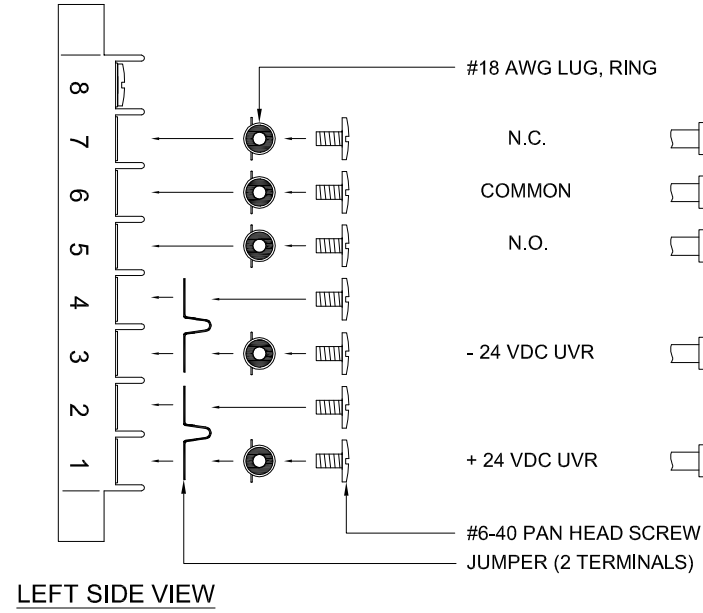 #18 AWG LUG, RING
8
7 N.C.
6 COMMON
5 N.O.
4
3 - 24 VDC UVR
2
1 + 24 VDC UVR
#6-40 PAN HEAD SCREW
JUMPER (2 TERMINALS)
LEFT SIDE VIEW